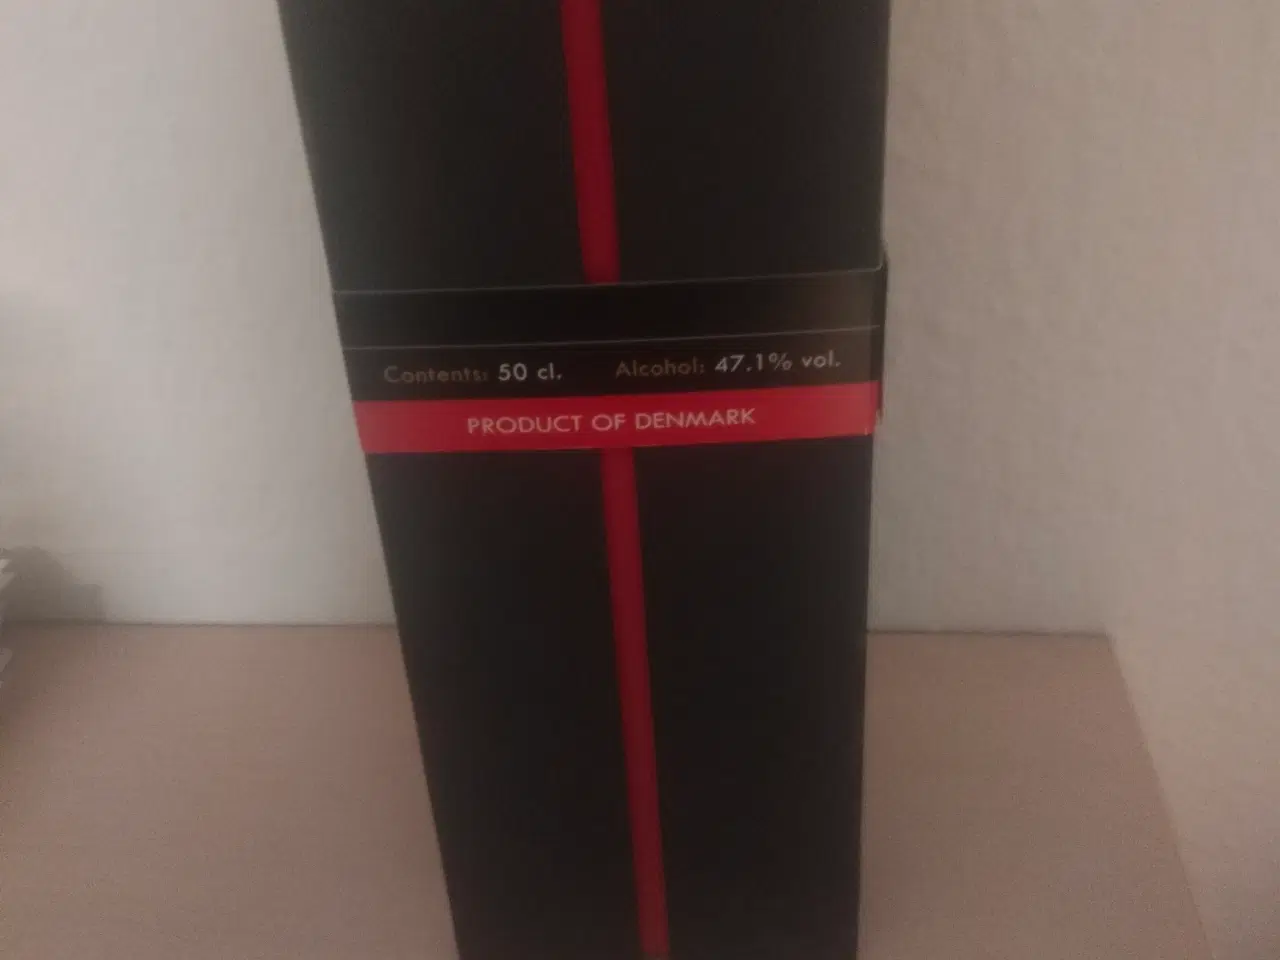 Contents: 50 cl. Alcohol: 47.1% vol.
PRODUCT OF DENMARK